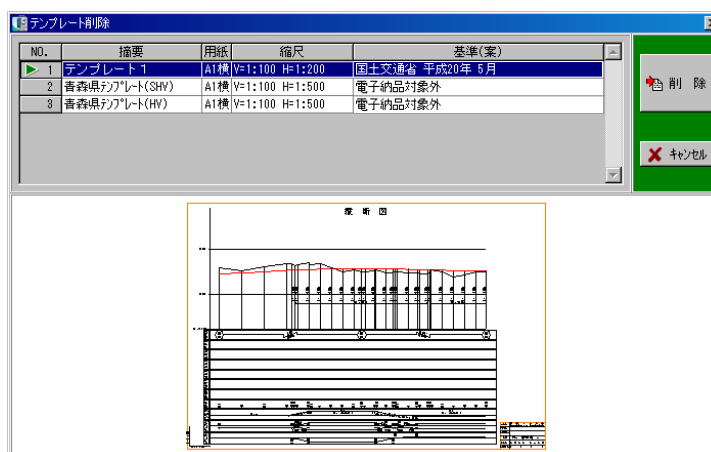 テンプレート削除
NO. 摘要 用紙 縮尺 基準(案)
1 テンプレート1 A1横 V=1:100 H=1:200 国土交通省 平成20年 5月
2 青森県ﾃﾝﾌﾟﾚｰﾄ(SHV) A1横 V=1:100 H=1:500 電子納品対象外
3 青森県ﾃﾝﾌﾟﾚｰﾄ(HV) A1横 V=1:100 H=1:500 電子納品対象外
削 除
ｷｬﾝｾﾙ
縦 断 図